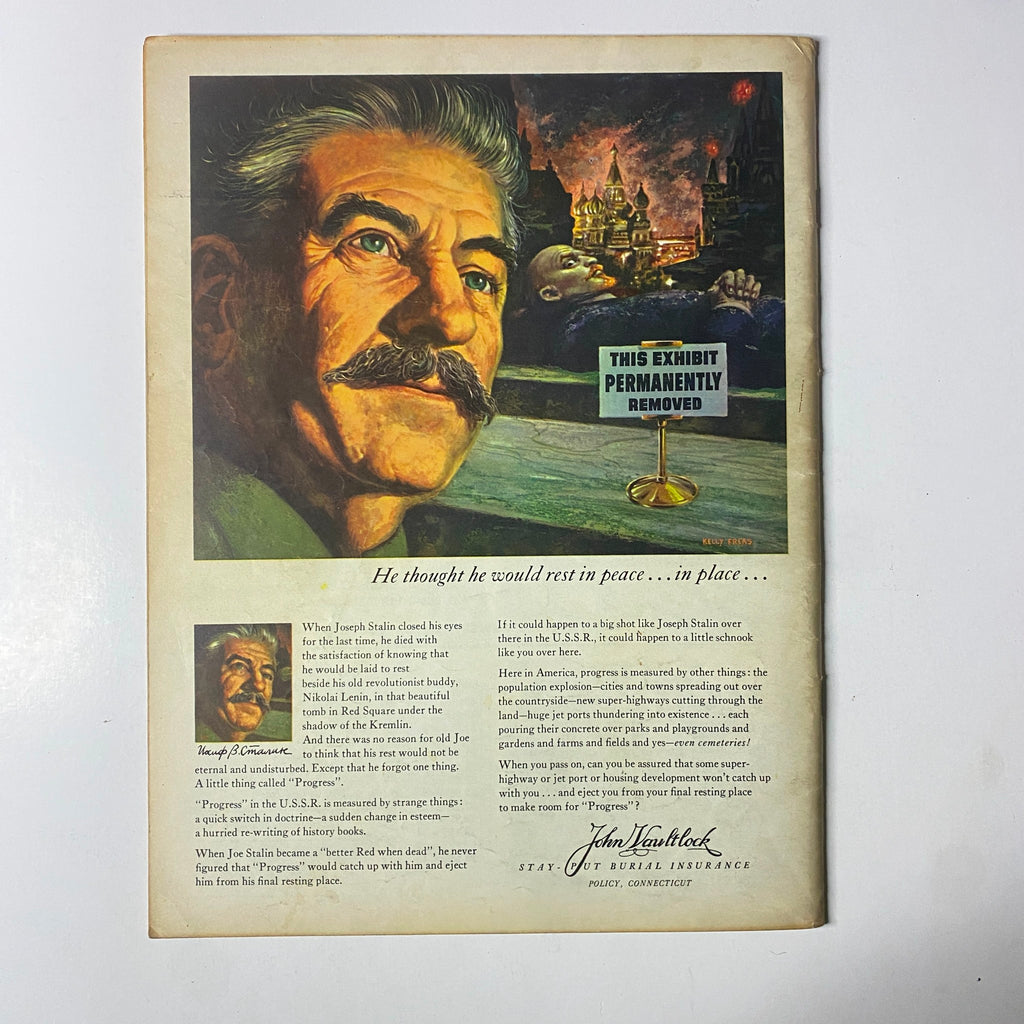 THIS EXHIBIT
PERMANENTLY
REMOVED
KELLY FREAS
He thought he would rest in peace ... in place ...
When Joseph Stalin closed his eyes
for the last time, he died with
the satisfaction of knowing that
he would be laid to rest
beside his old revolutionist buddy,
Nikolai Lenin, in that beautiful
tomb in Red Square under the
shadow of the Kremlin.
And there was no reason for old Joe
to think that his rest would not be
eternal and undisturbed. Except that he forgot one thing.
A little thing called "Progress".
"Progress" in the U.S.S.R. is measured by strange things:
a quick switch in doctrine—a sudden change in esteem—
a hurried re-writing of history books.
When Joe Stalin became a "better Red when dead", he never
figured that "Progress" would catch up with him and eject
him from his final resting place.
If it could happen to a big shot like Joseph Stalin over
there in the U.S.S.R., it could happen to a little schnook
like you over here.
Here in America, progress is measured by other things: the
population explosion—cities and towns spreading out over
the countryside—new super-highways cutting through the
land—huge jet ports thundering into existence ... each
pouring their concrete over parks and playgrounds and
gardens and farms and fields and yes—even cemeteries!
When you pass on, can you be assured that some super-
highway or jet port or housing development won't catch up
with you ... and eject you from your final resting place
to make room for "Progress"?
John Vaultlock
STAY-PUT BURIAL INSURANCE
POLICY, CONNECTICUT